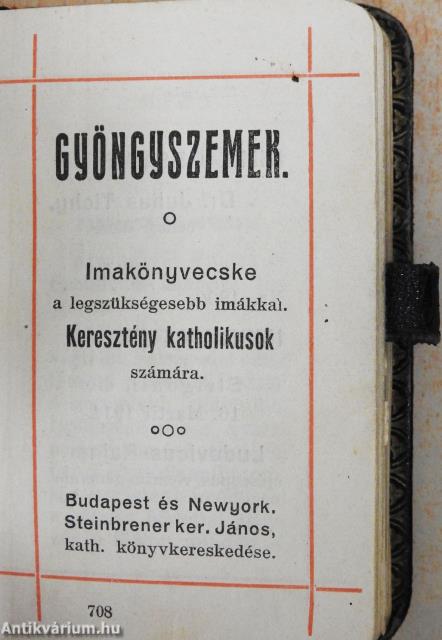 GYÖNGYSZEMEK.
Imakönyvecske
a legszükségesebb imákkal.
Keresztény katholikusok
számára.
Budapest és Newyork.
Steinbrener ker. János,
kath. könyvkereskedése.
708
Antikvárium.hu